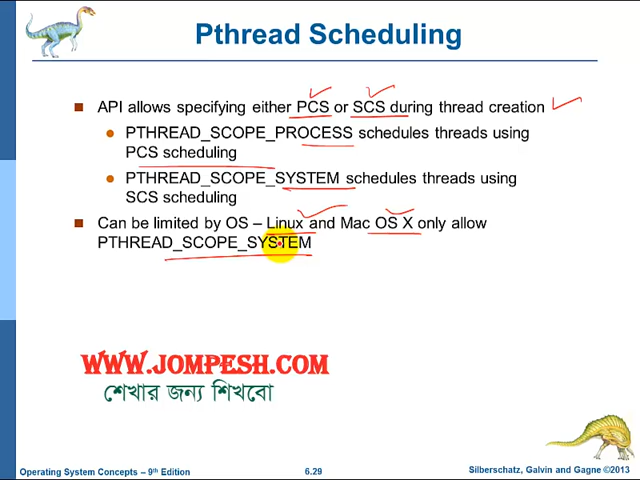 Pthread Scheduling
API allows specifying either PCS or SCS during thread creation
PTHREAD_SCOPE_PROCESS schedules threads using
PCS scheduling
PTHREAD_SCOPE_SYSTEM schedules threads using
SCS scheduling
Can be limited by OS – Linux and Mac OS X only allow
PTHREAD_SCOPE_SYSTEM
WWW.JOMPESH.COM
শেখার জন্য শিখবো
Operating System Concepts – 9th Edition
6.29
Silberschatz, Galvin and Gagne ©2013